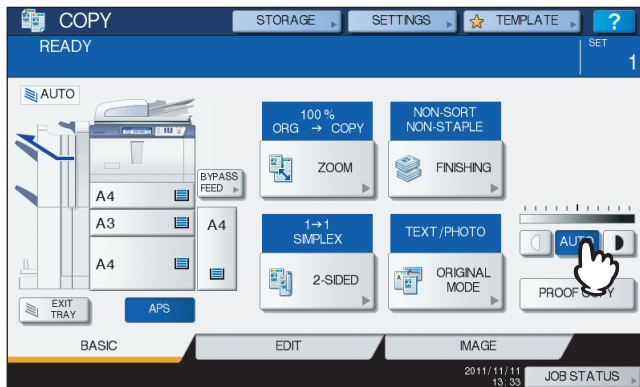 COPY
STORAGE
SETTINGS
TEMPLATE
?
READY
SET
1
AUTO
100 %
ORG → COPY
ZOOM
NON-SORT
NON-STAPLE
FINISHING
BYPASS
FEED
A4
A3
A4
A4
1→1
SIMPLEX
2-SIDED
TEXT/PHOTO
ORIGINAL
MODE
AUTO
PROOF COPY
EXIT
TRAY
APS
BASIC
EDIT
IMAGE
2011/11/11
13:33
JOB STATUS